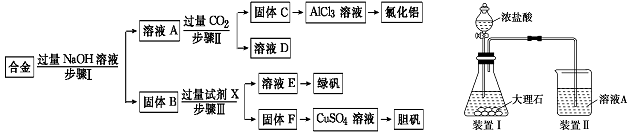 合金 过量NaOH溶液 步骤Ⅰ
溶液A 过量CO2 步骤Ⅱ
固体C AlCl3溶液 氯化铝
溶液D
固体B 过量试剂X 步骤Ⅲ
溶液E 绿矾
固体F CuSO4溶液 胆矾
浓盐酸
大理石
溶液A
装置Ⅰ 装置Ⅱ